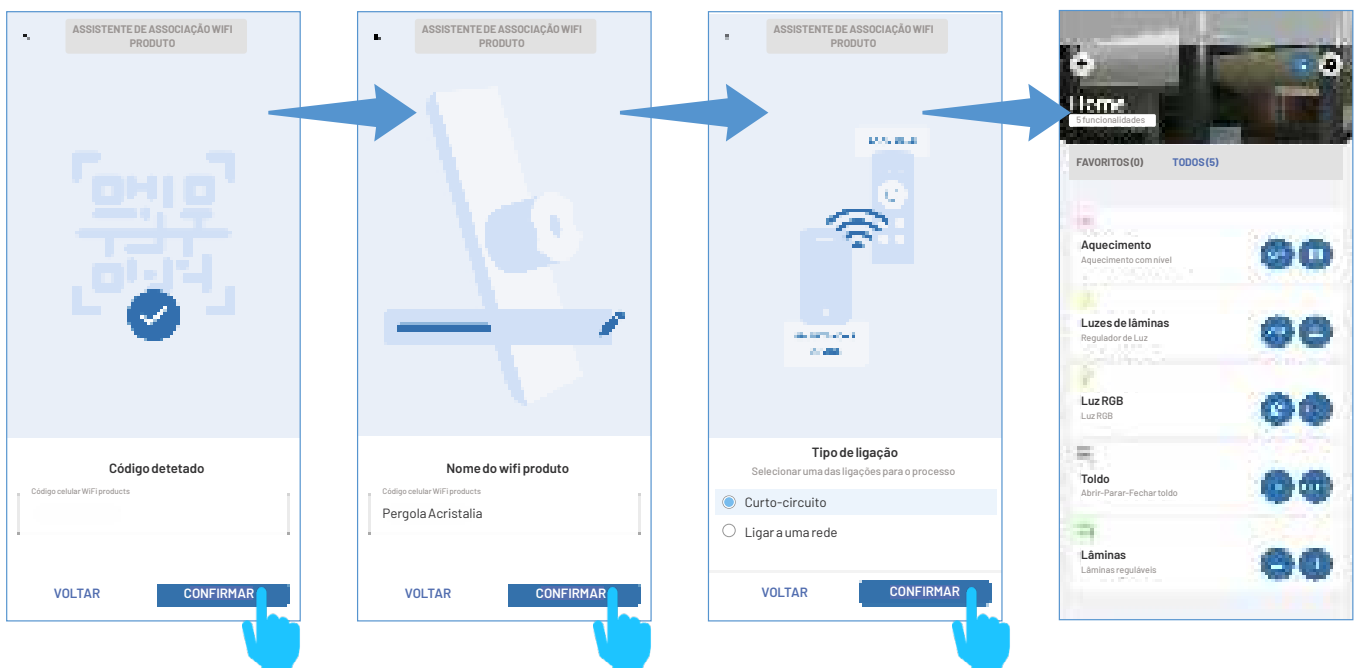 ASSISTENTE DE ASSOCIAÇÃO WIFI
PRODUTO
Código detetado
Código celular WiFi products
VOLTAR
CONFIRMAR
ASSISTENTE DE ASSOCIAÇÃO WIFI
PRODUTO
Nome do wifi produto
Código celular WiFi products
Pergola Acristalia
VOLTAR
CONFIRMAR
ASSISTENTE DE ASSOCIAÇÃO WIFI
PRODUTO
Tipo de ligação
Selecionar uma das ligações para o processo
Curto-circuito
Ligar a uma rede
VOLTAR
CONFIRMAR
Home
5 funcionalidades
FAVORITOS (0)
TODOS (5)
Aquecimento
Aquecimento com nível
Luzes de lâminas
Regulador de Luz
Luz RGB
Luz RGB
Toldo
Abrir-Parar-Fechar toldo
Lâminas
Lâminas reguláveis